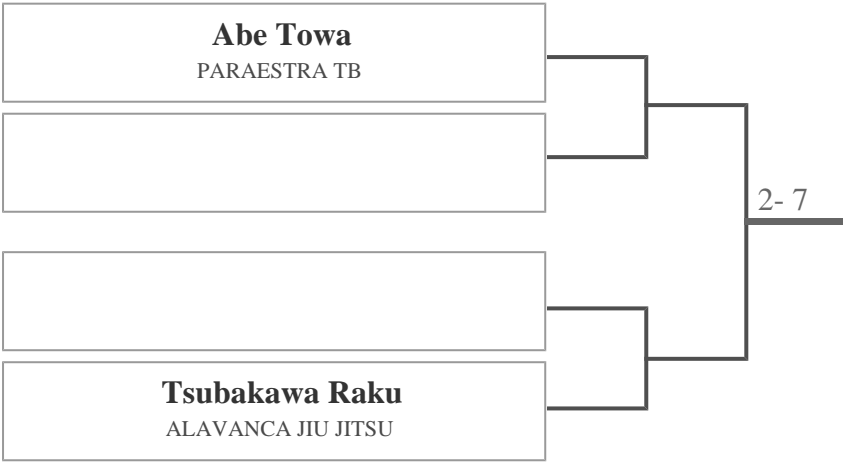 Abe Towa
PARAESTRA TB
2- 7
Tsubakawa Raku
ALAVANCA JIU JITSU